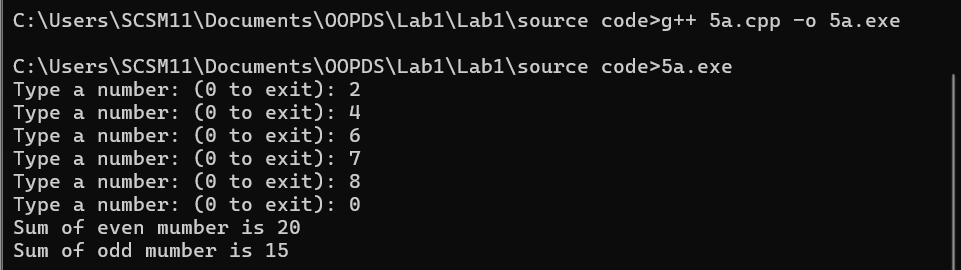 C:\Users\SCSM11\Documents\OOPDS\Lab1\Lab1\source code>g++ 5a.cpp -o 5a.exe
C:\Users\SCSM11\Documents\OOPDS\Lab1\Lab1\source code>5a.exe
Type a number: (0 to exit): 2
Type a number: (0 to exit): 4
Type a number: (0 to exit): 6
Type a number: (0 to exit): 7
Type a number: (0 to exit): 8
Type a number: (0 to exit): 0
Sum of even mumber is 20
Sum of odd mumber is 15